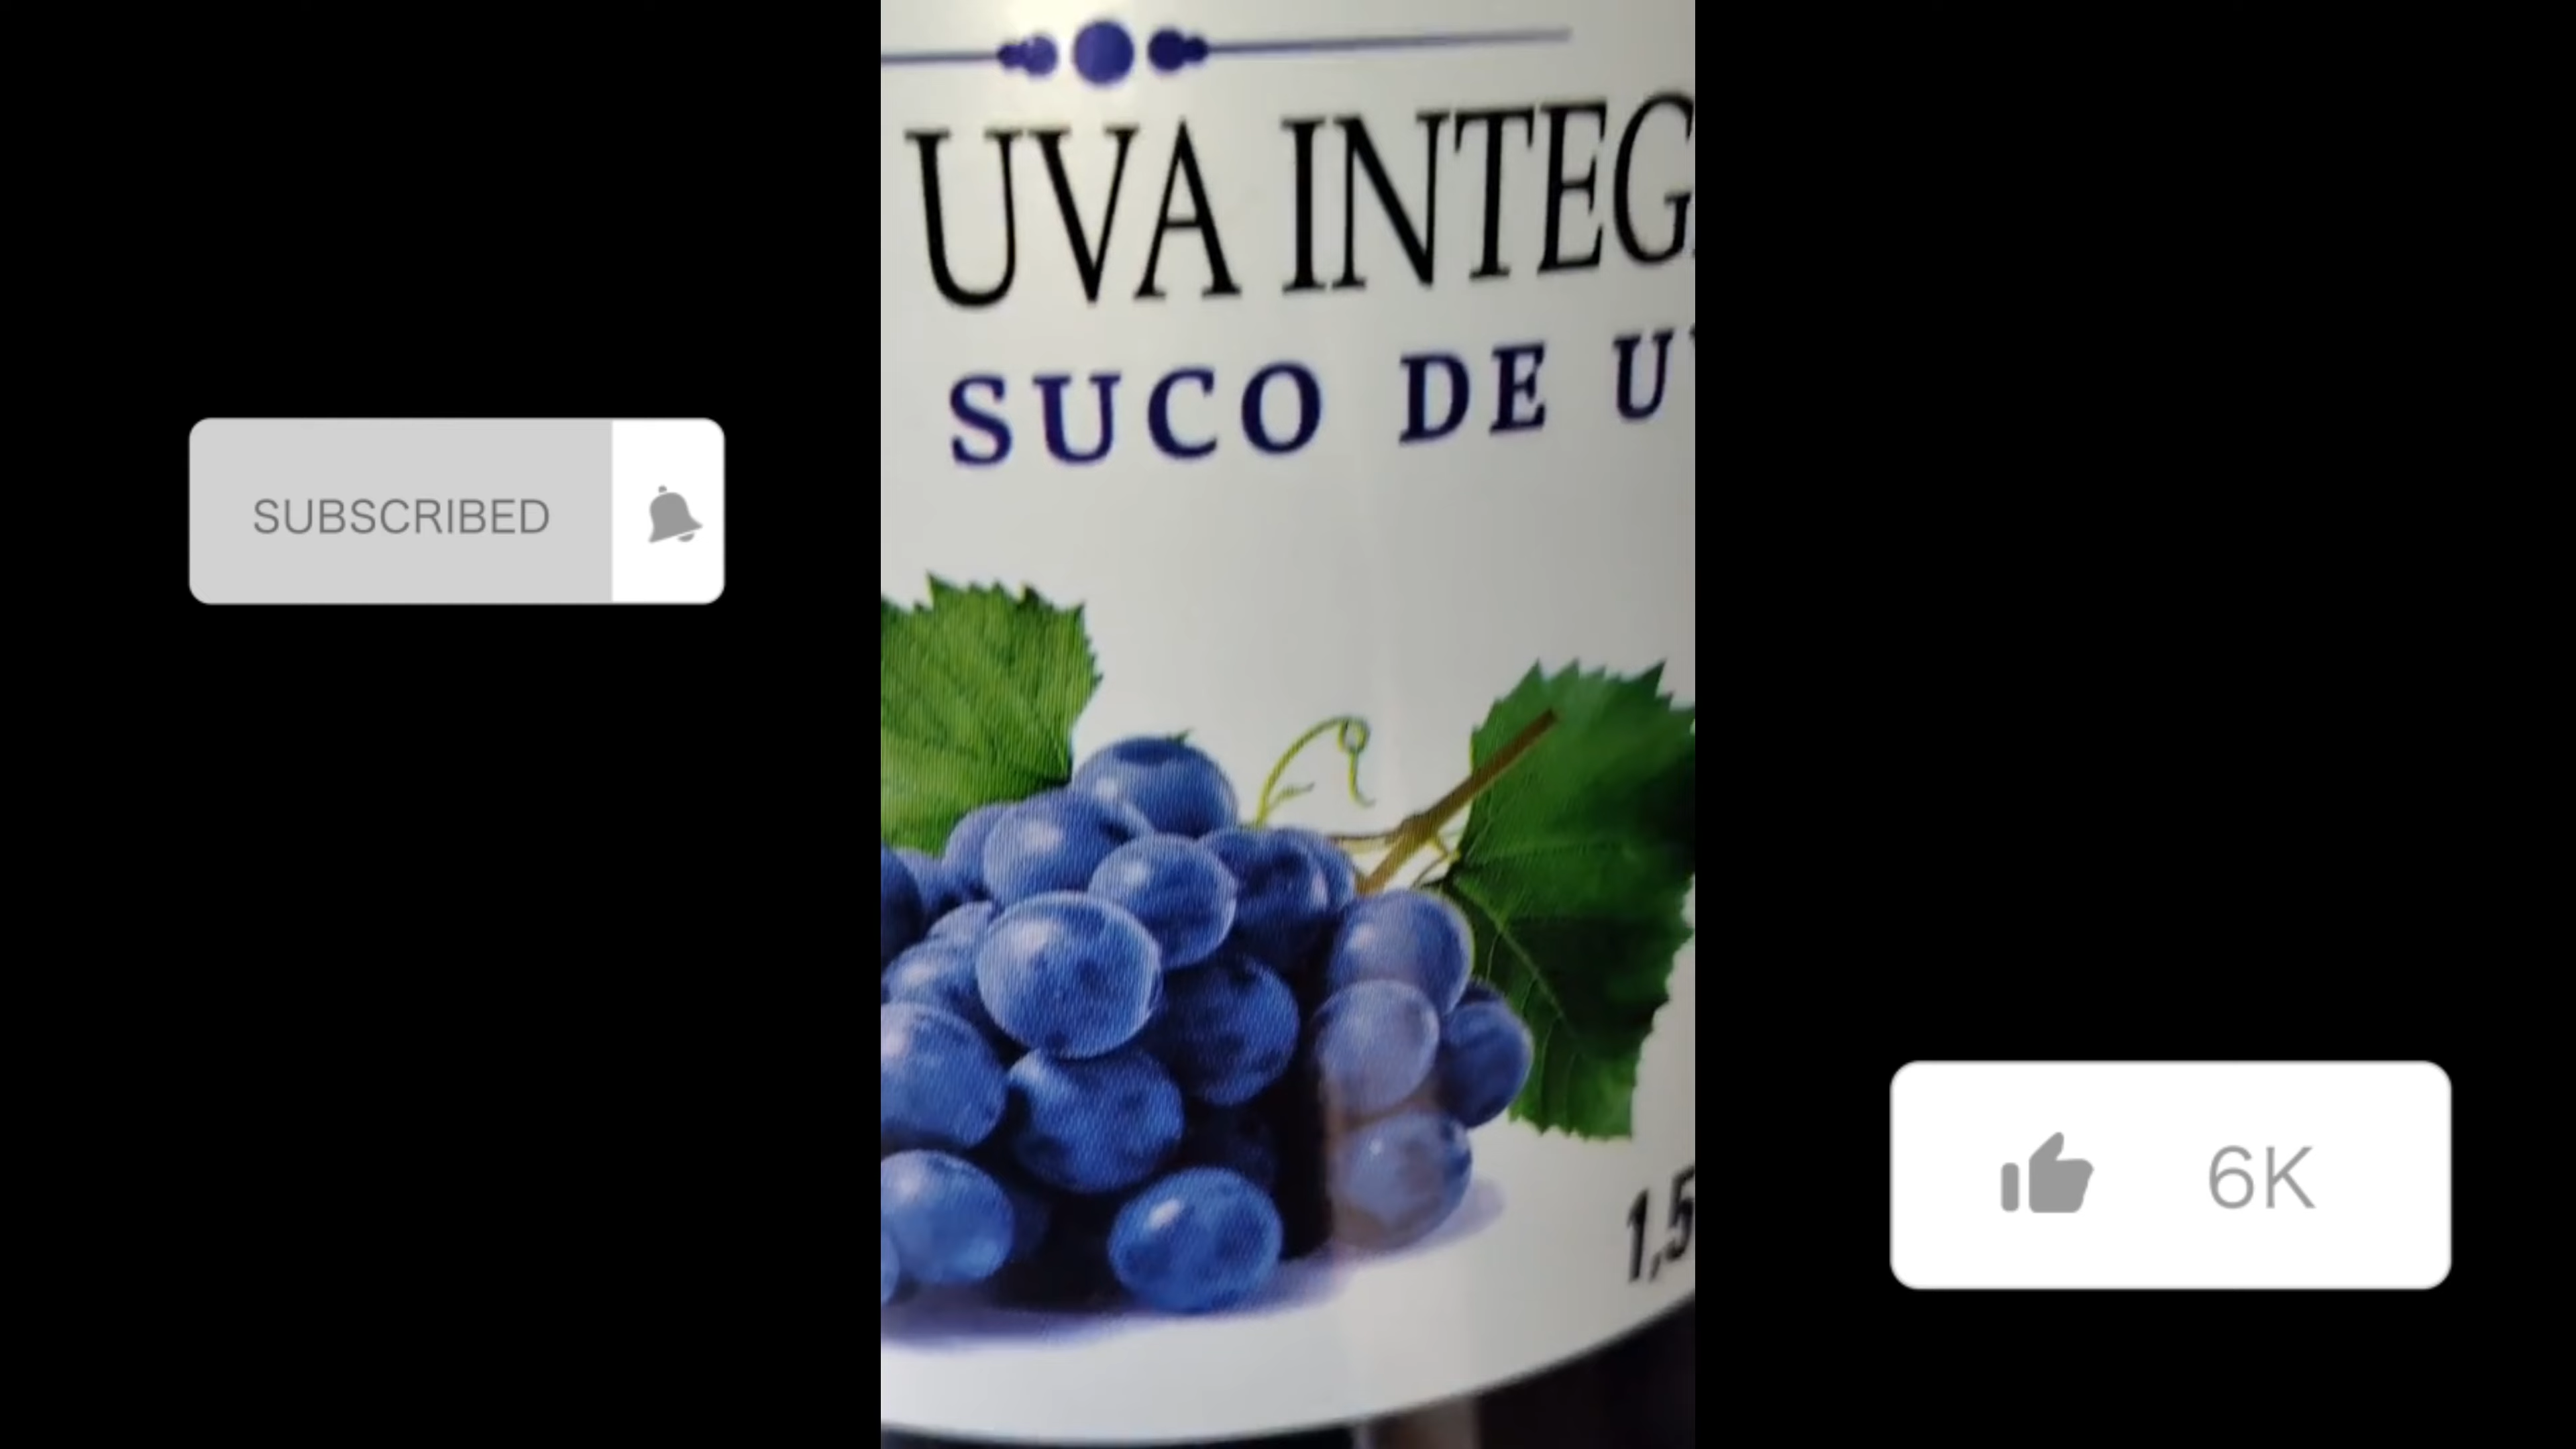 UVA INTEG
SUCO DE U
SUBSCRIBED
1,5
6K